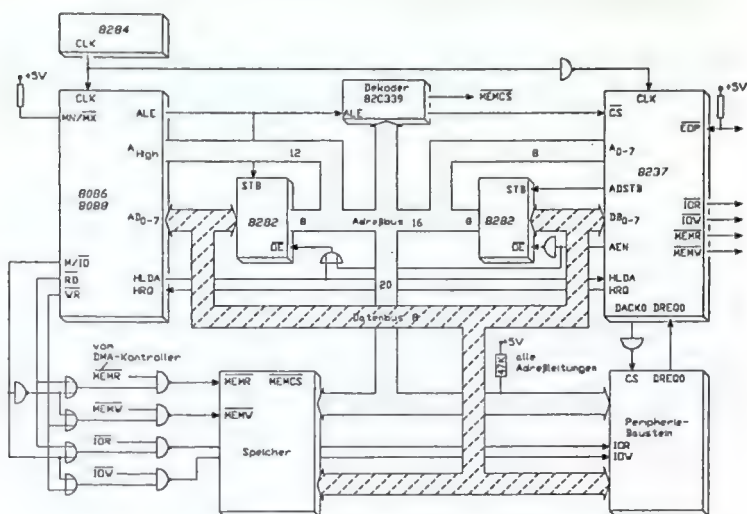 8284
CLK
+5V
CLK
MN/MX
ALE
A High
8086
8088
AD0-7
M/IO
RD
WR
HLDA
HRQ
Dekoder
82C339
ALE
MEMCS
12
STB
8282
OE
8
Adreßbus 16
8
20
Datenbus 8
8
STB
8282
OE
+5V
CLK
CS
EOP
A0-7
8237
ADSTB
DB0-7
AEN
HLDA
HRQ
DACK0 DREQ0
IOR
IOW
MEMR
MEMW
vom
DMA-Kontroller
MEMR
MEMW
IOR
IOW
MEMR MEMCS
MEMW
Speicher
+5V
47K
alle
Adreßleitungen
CS DREQ0
Peripherie-
Baustein
IOR
IOW